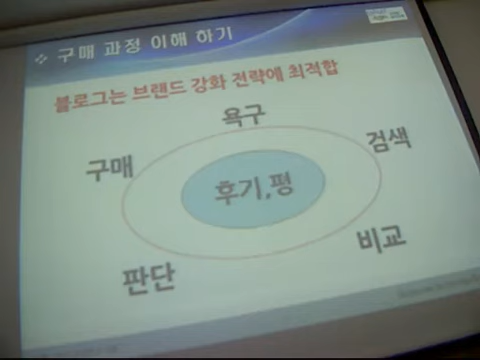 구매 과정 이해 하기
블로그는 브랜드 강화 전략에 최적합
욕구
구매
검색
후기,평
비교
판단